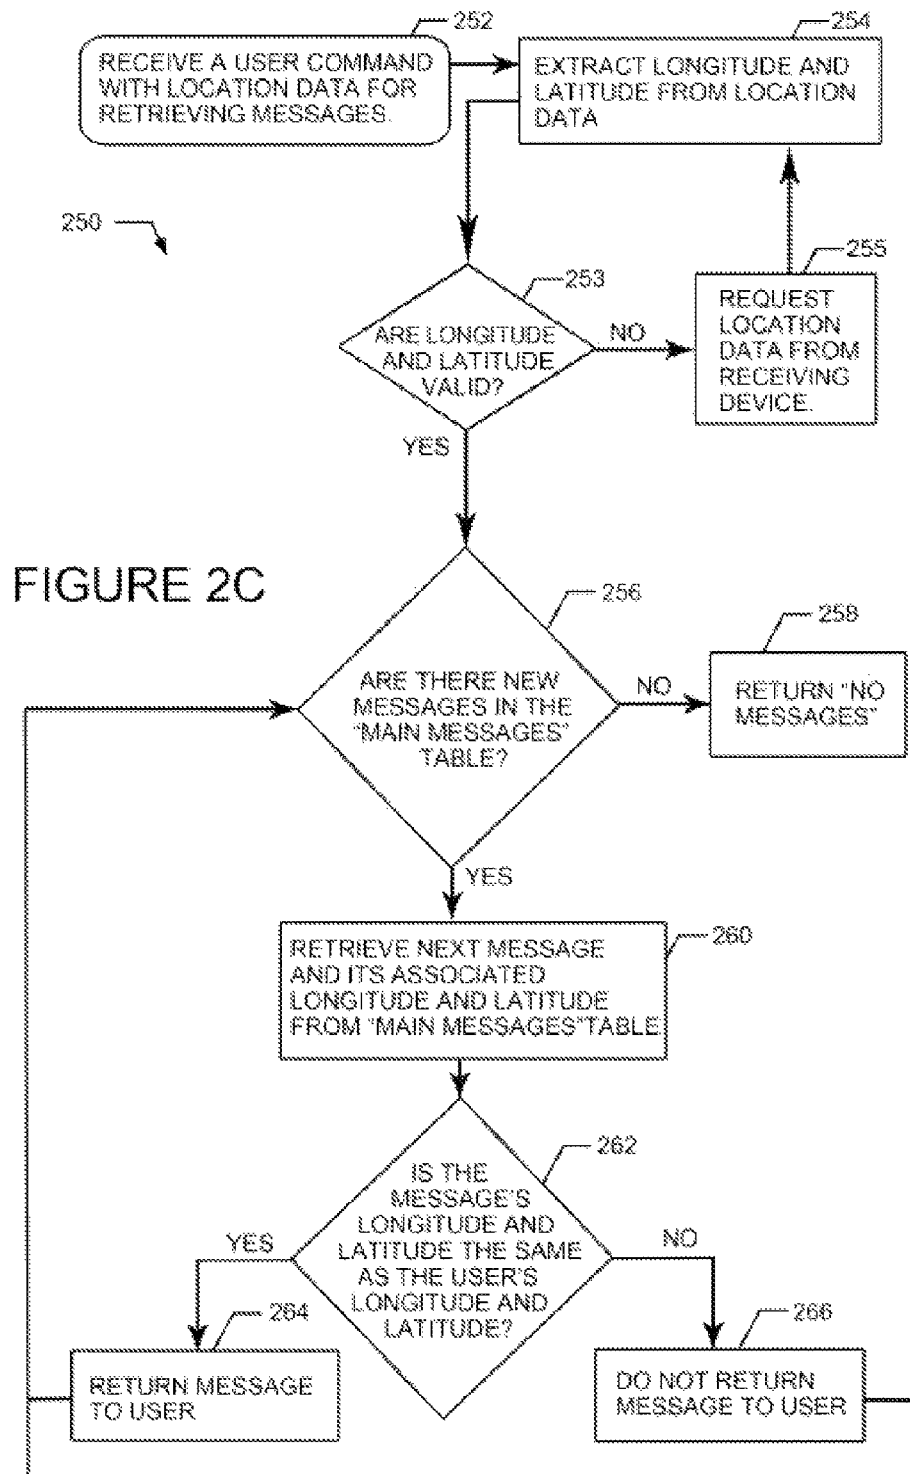 252
RECEIVE A USER COMMAND
WITH LOCATION DATA FOR
RETRIEVING MESSAGES.
254
EXTRACT LONGITUDE AND
LATITUDE FROM LOCATION
DATA
250
253
ARE LONGITUDE
AND LATITUDE
VALID?
NO
255
REQUEST
LOCATION
DATA FROM
RECEIVING
DEVICE.
YES
FIGURE 2C
256
ARE THERE NEW
MESSAGES IN THE
"MAIN MESSAGES"
TABLE?
NO
258
RETURN "NO
MESSAGES"
YES
260
RETRIEVE NEXT MESSAGE
AND ITS ASSOCIATED
LONGITUDE AND LATITUDE
FROM "MAIN MESSAGES" TABLE
262
IS THE
MESSAGE'S
LONGITUDE AND
LATITUDE THE SAME
AS THE USER'S
LONGITUDE AND
LATITUDE?
YES
NO
264
RETURN MESSAGE
TO USER
266
DO NOT RETURN
MESSAGE TO USER